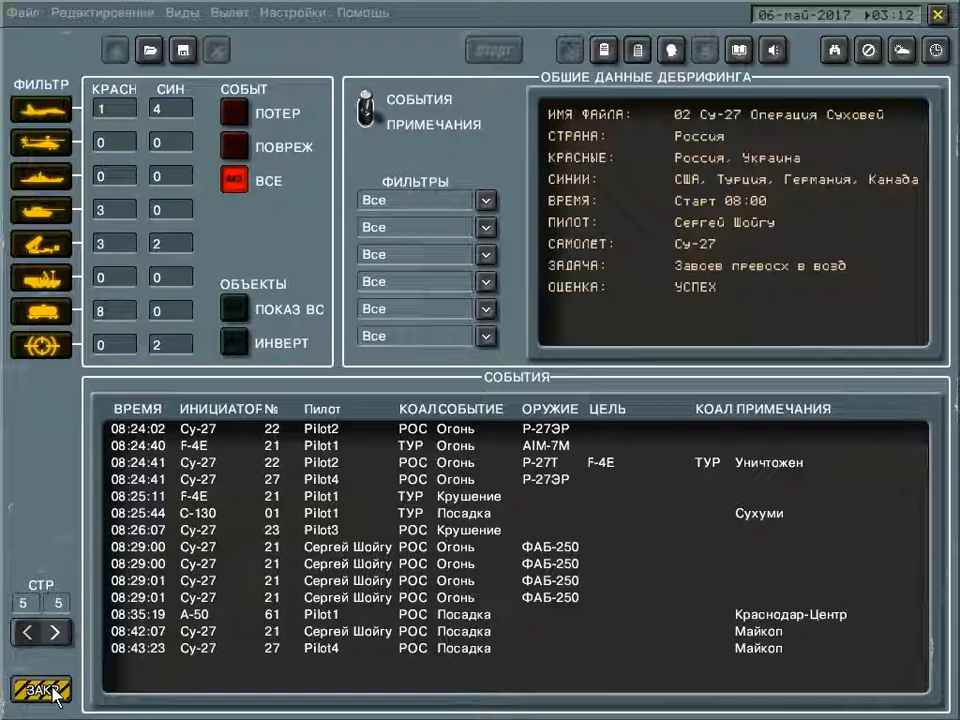 Файл Редактирование Виды Вылет Настройки Помощь
06-май-2017 03:12
СТАРТ
ФИЛЬТР
КРАСН СИН
СОБЫТ
1 4
ПОТЕР
0 0
ПОВРЕЖ
0 0
ВСЕ
3 0
3 2
0 0
ОБЪЕКТЫ
8 0
ПОКАЗ ВС
0 2
ИНВЕРТ
СОБЫТИЯ
ПРИМЕЧАНИЯ
ФИЛЬТРЫ
Все
Все
Все
Все
Все
Все
ОБШИЕ ДАННЫЕ ДЕБРИФИНГА
ИМЯ ФАЙЛА: 02 Су-27 Операция Суховей
СТРАНА: Россия
КРАСНЫЕ: Россия, Украина
СИНИИ: США, Турция, Германия, Канада
ВРЕМЯ: Старт 08:00
ПИЛОТ: Сергей Шойгу
САМОЛЁТ: Су-27
ЗАДАЧА: Завоев превосх в возд
ОЦЕНКА: УСПЕХ
СОБЫТИЯ
ВРЕМЯ ИНИЦИАТОР № Пилот КОАЛ СОБЫТИЕ ОРУЖИЕ ЦЕЛЬ КОАЛ ПРИМЕЧАНИЯ
08:24:02 Су-27 22 Pilot2 РОС Огонь Р-27ЭР
08:24:40 F-4E 21 Pilot1 ТУР Огонь AIM-7M
08:24:41 Су-27 22 Pilot2 РОС Огонь Р-27Т F-4E ТУР Уничтожен
08:24:41 Су-27 27 Pilot4 РОС Огонь Р-27ЭР
08:25:11 F-4E 21 Pilot1 ТУР Крушение
08:25:44 C-130 01 Pilot1 ТУР Посадка Сухуми
08:26:07 Су-27 23 Pilot3 РОС Крушение
08:29:00 Су-27 21 Сергей Шойгу РОС Огонь ФАБ-250
08:29:00 Су-27 21 Сергей Шойгу РОС Огонь ФАБ-250
08:29:01 Су-27 21 Сергей Шойгу РОС Огонь ФАБ-250
08:29:01 Су-27 21 Сергей Шойгу РОС Огонь ФАБ-250
08:35:19 А-50 61 Pilot1 РОС Посадка Краснодар-Центр
08:42:07 Су-27 21 Сергей Шойгу РОС Посадка Майкоп
08:43:23 Су-27 27 Pilot4 РОС Посадка Майкоп
СТР
5 5